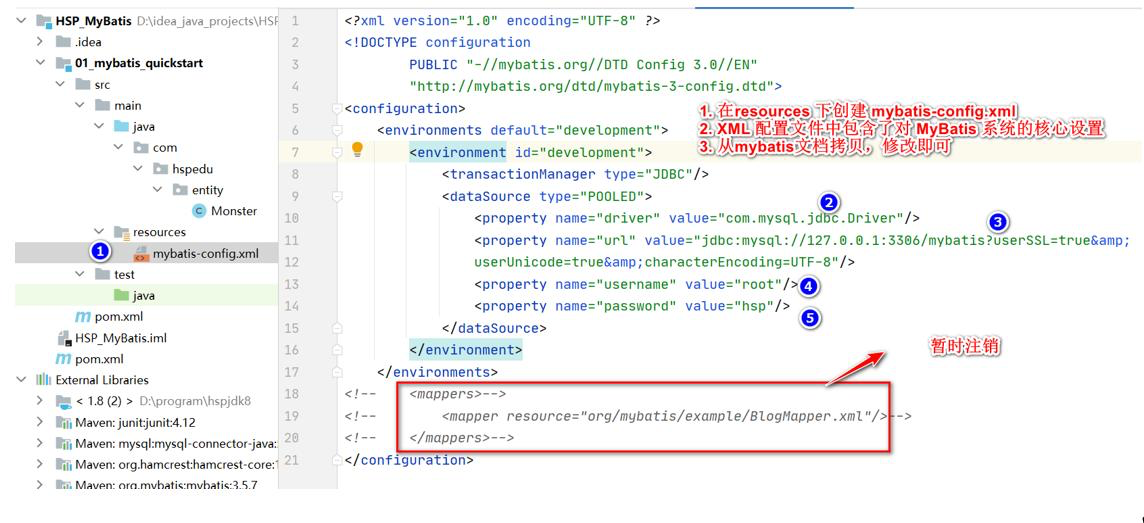 HSP_MyBatis D:\idea_java_projects\HSP
.idea
01_mybatis_quickstart
src
main
java
com
hspedu
entity
Monster
resources
1
mybatis-config.xml
test
java
pom.xml
HSP_MyBatis.iml
pom.xml
External Libraries
< 1.8 (2) > D:\program\hspjdk8
Maven: junit:junit:4.12
Maven: mysql:mysql-connector-java:
Maven: org.hamcrest:hamcrest-core:1
Maven: org.mybatis:mybatis:3.5.7
1 <?xml version="1.0" encoding="UTF-8" ?>
2 <!DOCTYPE configuration
3 PUBLIC "-//mybatis.org//DTD Config 3.0//EN"
4 "http://mybatis.org/dtd/mybatis-3-config.dtd">
5 <configuration>
6 <environments default="development">
7 <environment id="development">
8 <transactionManager type="JDBC"/>
9 <dataSource type="POOLED">
10 <property name="driver" value="com.mysql.jdbc.Driver"/>
11 <property name="url" value="jdbc:mysql://127.0.0.1:3306/mybatis?userSSL=true&amp;
12 userUnicode=true&amp;characterEncoding=UTF-8"/>
13 <property name="username" value="root"/>
14 <property name="password" value="hsp"/>
15 </dataSource>
16 </environment>
17 </environments>
18 <!-- <mappers>-->
19 <!-- <mapper resource="org/mybatis/example/BlogMapper.xml"/>-->
20 <!-- </mappers>-->
21 </configuration>
1. 在resources 下创建 mybatis-config.xml
2. XML 配置文件中包含了对 MyBatis 系统的核心设置
3. 从mybatis文档拷贝，修改即可
2
3
4
5
暂时注销